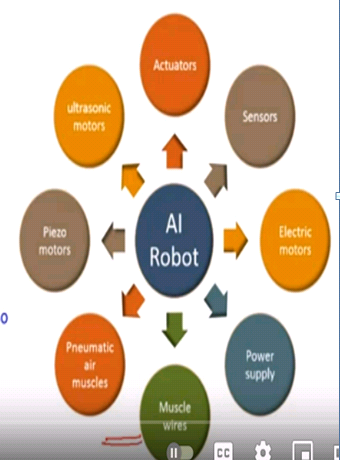 Actuators
ultrasonic
motors
Sensors
AI
Robot
Piezo
motors
Electric
motors
Pneumatic
air
muscles
Power
supply
Muscle
wires
CC